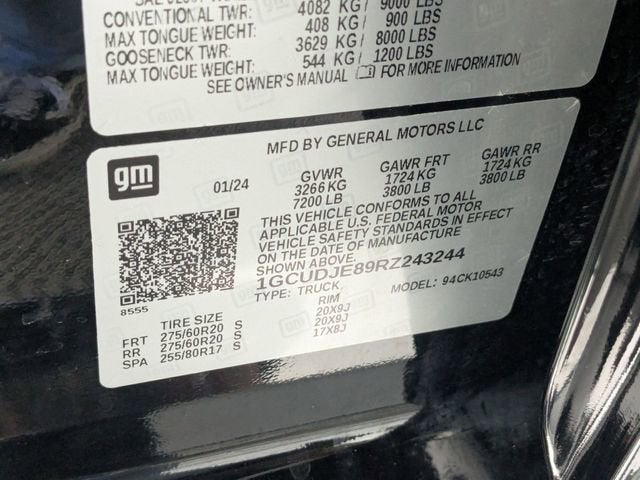 CONVENTIONAL TWR: 4082 KG/ 9000 LBS
MAX TONGUE WEIGHT: 408 KG/ 900 LBS
GOOSENECK TWR: 3629 KG/ 8000 LBS
MAX TONGUE WEIGHT: 544 KG/ 1200 LBS
SEE OWNER'S MANUAL FOR MORE INFORMATION
MFD BY GENERAL MOTORS LLC
gm
01/24
GVWR GAWR FRT GAWR RR
3266 KG 1724 KG 1724 KG
7200 LB 3800 LB 3800 LB
THIS VEHICLE CONFORMS TO ALL
APPLICABLE U.S. FEDERAL MOTOR
VEHICLE SAFETY STANDARDS IN EFFECT
ON THE DATE OF MANUFACTURE
SHOWN ABOVE.
1GCUDJE89RZ243244
8555
TYPE: TRUCK MODEL: 94CK10543
TIRE SIZE RIM
FRT 275/60R20 S 20X9J
RR 275/60R20 S 20X9J
SPA 255/80R17 S 17X8J